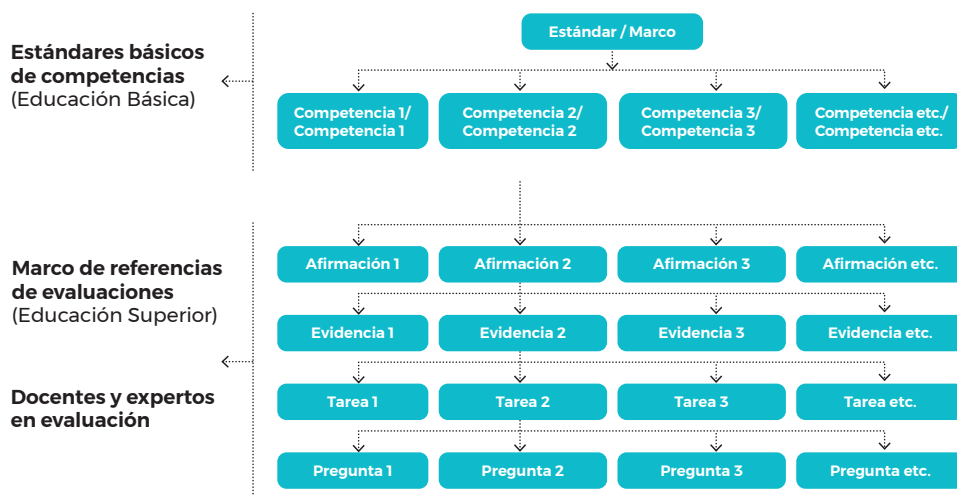 Estándares básicos
de competencias
(Educación Básica)
Estándar / Marco
Competencia 1/
Competencia 1
Competencia 2/
Competencia 2
Competencia 3/
Competencia 3
Competencia etc./
Competencia etc.
Marco de referencias
de evaluaciones
(Educación Superior)
Docentes y expertos
en evaluación
Afirmación 1
Afirmación 2
Afirmación 3
Afirmación etc.
Evidencia 1
Evidencia 2
Evidencia 3
Evidencia etc.
Tarea 1
Tarea 2
Tarea 3
Tarea etc.
Pregunta 1
Pregunta 2
Pregunta 3
Pregunta etc.